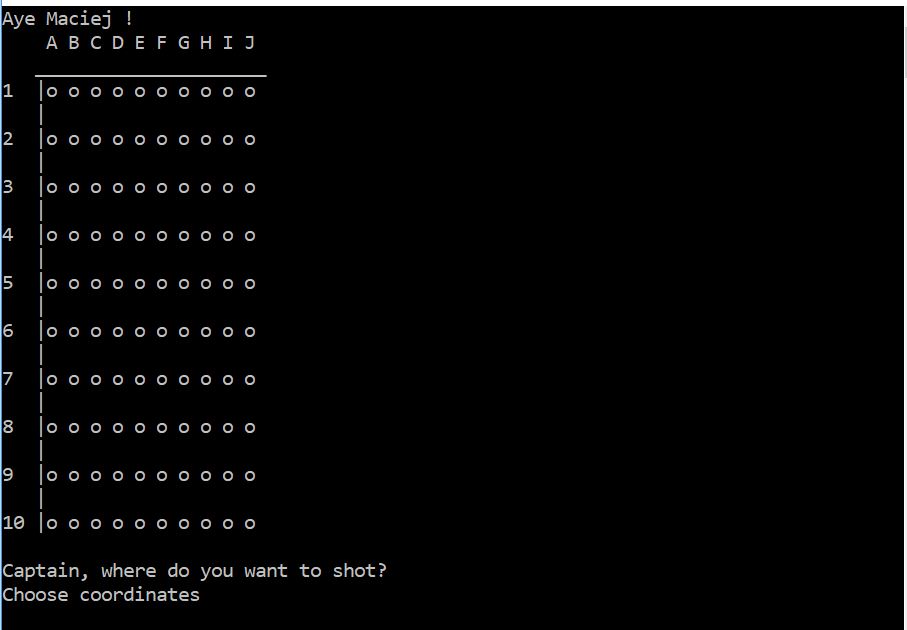 Aye Maciej !
    A B C D E F G H I J
   _____________________
1  |o o o o o o o o o o
   |
2  |o o o o o o o o o o
   |
3  |o o o o o o o o o o
   |
4  |o o o o o o o o o o
   |
5  |o o o o o o o o o o
   |
6  |o o o o o o o o o o
   |
7  |o o o o o o o o o o
   |
8  |o o o o o o o o o o
   |
9  |o o o o o o o o o o
   |
10 |o o o o o o o o o o
Captain, where do you want to shot?
Choose coordinates